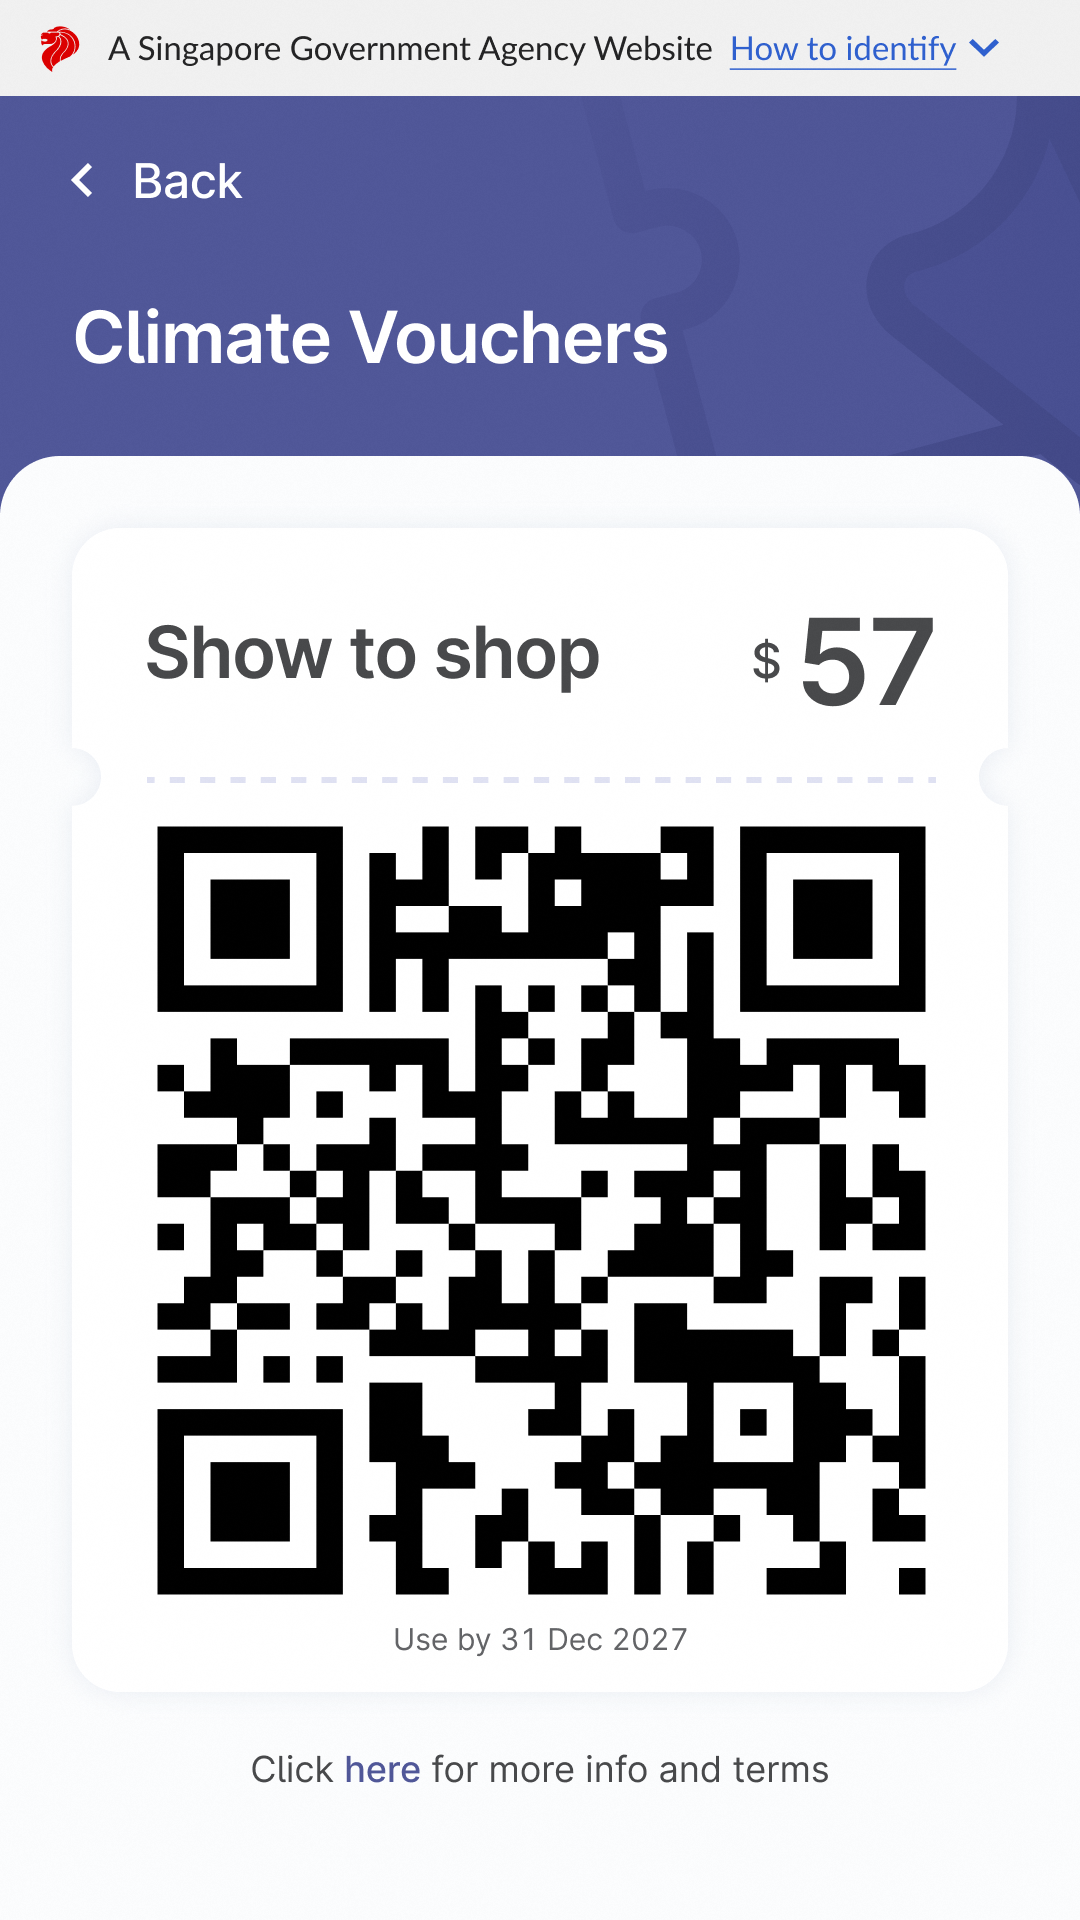 A Singapore Government Agency Website How to identify
Back
Climate Vouchers
Show to shop $ 57
Use by 31 Dec 2027
Click here for more info and terms